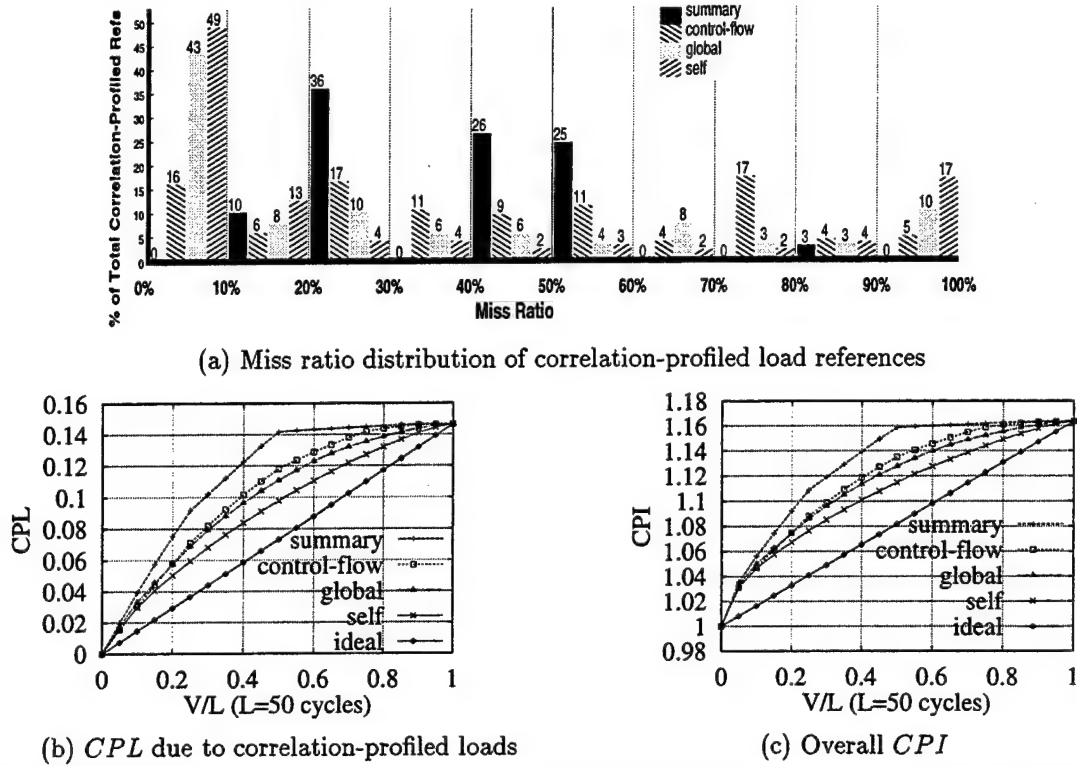 % of Total Correlation-Profiled Refs
50
45
40
35
30
25
20
15
10
5
0
summary
control-flow
global
self
0 16 43 49
10 6 8 13
36 17 10 4
0 11 6 4
26 9 6 2
25 11 4 3
0 4 8 2
0 17 3 2
3 4 3 4
0 5 10 17
0% 10% 20% 30% 40% 50% 60% 70% 80% 90% 100%
Miss Ratio
(a) Miss ratio distribution of correlation-profiled load references
CPL
0.16
0.14
0.12
0.1
0.08
0.06
0.04
0.02
0
summary
control-flow
global
self
ideal
0 0.2 0.4 0.6 0.8 1
V/L (L=50 cycles)
(b) CPL due to correlation-profiled loads
CPI
1.18
1.16
1.14
1.12
1.1
1.08
1.06
1.04
1.02
1
0.98
summary
control-flow
global
self
ideal
0 0.2 0.4 0.6 0.8 1
V/L (L=50 cycles)
(c) Overall CPI